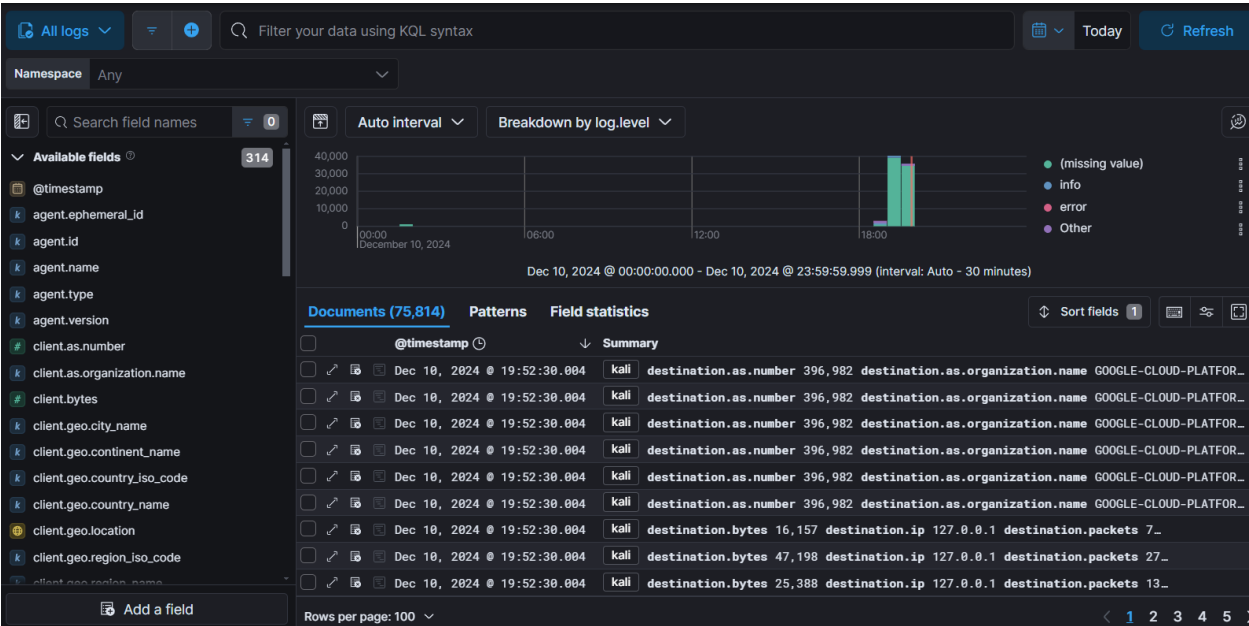 All logs
Filter your data using KQL syntax
Today
Refresh
Namespace Any
Search field names 0
Available fields 314
@timestamp
k agent.ephemeral_id
k agent.id
k agent.name
k agent.type
k agent.version
# client.as.number
k client.as.organization.name
# client.bytes
k client.geo.city_name
k client.geo.continent_name
k client.geo.country_iso_code
k client.geo.country_name
client.geo.location
k client.geo.region_iso_code
client.geo.region_name
Add a field
Auto interval Breakdown by log.level
40,000
30,000
20,000
10,000
0
00:00 06:00 12:00 18:00
December 10, 2024
(missing value)
info
error
Other
Dec 10, 2024 @ 00:00:00.000 - Dec 10, 2024 @ 23:59:59.999 (interval: Auto - 30 minutes)
Documents (75,814) Patterns Field statistics Sort fields 1
@timestamp Summary
Dec 10, 2024 @ 19:52:30.004 kali destination.as.number 396,982 destination.as.organization.name GOOGLE-CLOUD-PLATFOR…
Dec 10, 2024 @ 19:52:30.004 kali destination.as.number 396,982 destination.as.organization.name GOOGLE-CLOUD-PLATFOR…
Dec 10, 2024 @ 19:52:30.004 kali destination.as.number 396,982 destination.as.organization.name GOOGLE-CLOUD-PLATFOR…
Dec 10, 2024 @ 19:52:30.004 kali destination.as.number 396,982 destination.as.organization.name GOOGLE-CLOUD-PLATFOR…
Dec 10, 2024 @ 19:52:30.004 kali destination.as.number 396,982 destination.as.organization.name GOOGLE-CLOUD-PLATFOR…
Dec 10, 2024 @ 19:52:30.004 kali destination.as.number 396,982 destination.as.organization.name GOOGLE-CLOUD-PLATFOR…
Dec 10, 2024 @ 19:52:30.004 kali destination.bytes 16,157 destination.ip 127.0.0.1 destination.packets 7…
Dec 10, 2024 @ 19:52:30.004 kali destination.bytes 47,198 destination.ip 127.0.0.1 destination.packets 27…
Dec 10, 2024 @ 19:52:30.004 kali destination.bytes 25,388 destination.ip 127.0.0.1 destination.packets 13…
Rows per page: 100 1 2 3 4 5